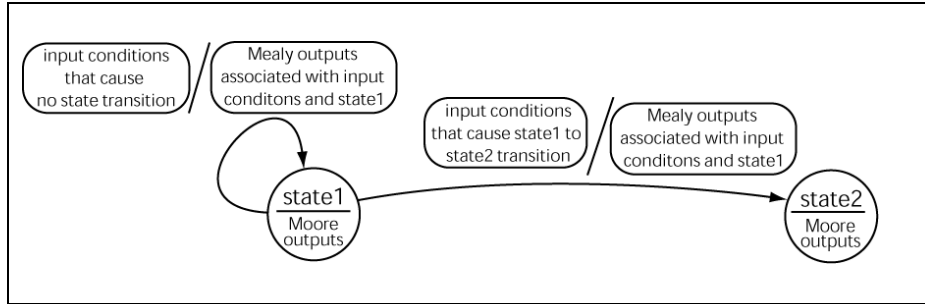 input conditions
that cause
no state transition
/
Mealy outputs
associated with input
conditons and state1
input conditions
that cause state1 to
state2 transition
/
Mealy outputs
associated with input
conditons and state1
state1
Moore
outputs
state2
Moore
outputs